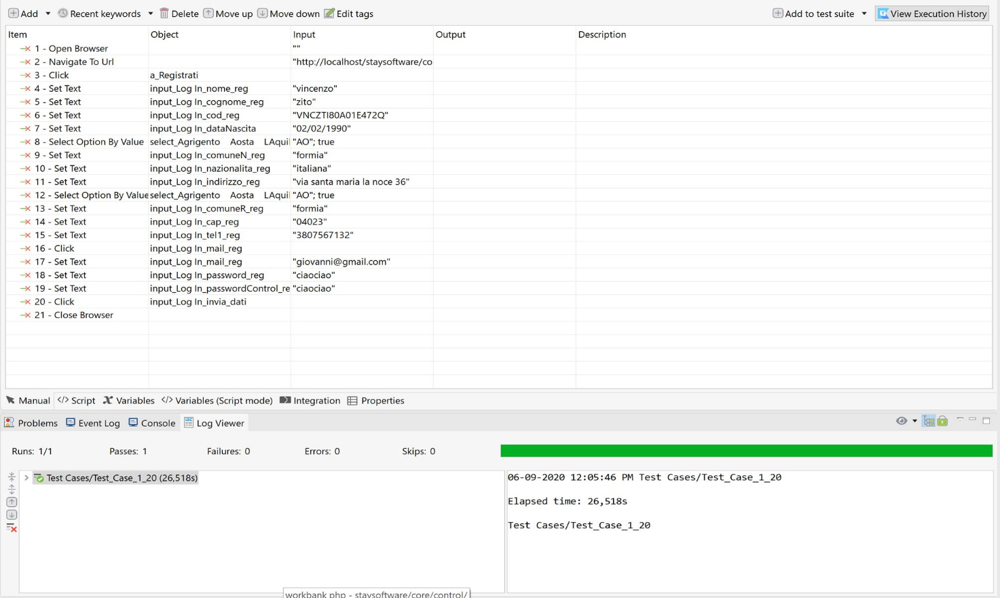 Add Recent keywords Delete Move up Move down Edit tags Add to test suite View Execution History
Item Object Input Output Description
1 - Open Browser ""
2 - Navigate To Url "http://localhost/staysoftware/co
3 - Click a_Registrati
4 - Set Text input_Log In_nome_reg "vincenzo"
5 - Set Text input_Log In_cognome_reg "zito"
6 - Set Text input_Log In_cod_reg "VNCZTI80A01E472Q"
7 - Set Text input_Log In_dataNascita "02/02/1990"
8 - Select Option By Value select_Agrigento Aosta LAquil "AO"; true
9 - Set Text input_Log In_comuneN_reg "formia"
10 - Set Text input_Log In_nazionalita_reg "italiana"
11 - Set Text input_Log In_indirizzo_reg "via santa maria la noce 36"
12 - Select Option By Value select_Agrigento Aosta LAquil "AO"; true
13 - Set Text input_Log In_comuneR_reg "formia"
14 - Set Text input_Log In_cap_reg "04023"
15 - Set Text input_Log In_tel1_reg "3807567132"
16 - Click input_Log In_mail_reg
17 - Set Text input_Log In_mail_reg "giovanni@gmail.com"
18 - Set Text input_Log In_password_reg "ciaociao"
19 - Set Text input_Log In_passwordControl_re "ciaociao"
20 - Click input_Log In_invia_dati
21 - Close Browser
Manual </> Script Variables </> Variables (Script mode) Integration Properties
Problems Event Log Console Log Viewer
Runs: 1/1 Passes: 1 Failures: 0 Errors: 0 Skips: 0
Test Cases/Test_Case_1_20 (26,518s)
06-09-2020 12:05:46 PM Test Cases/Test_Case_1_20
Elapsed time: 26,518s
Test Cases/Test_Case_1_20
workbank php - staysoftware/core/control/